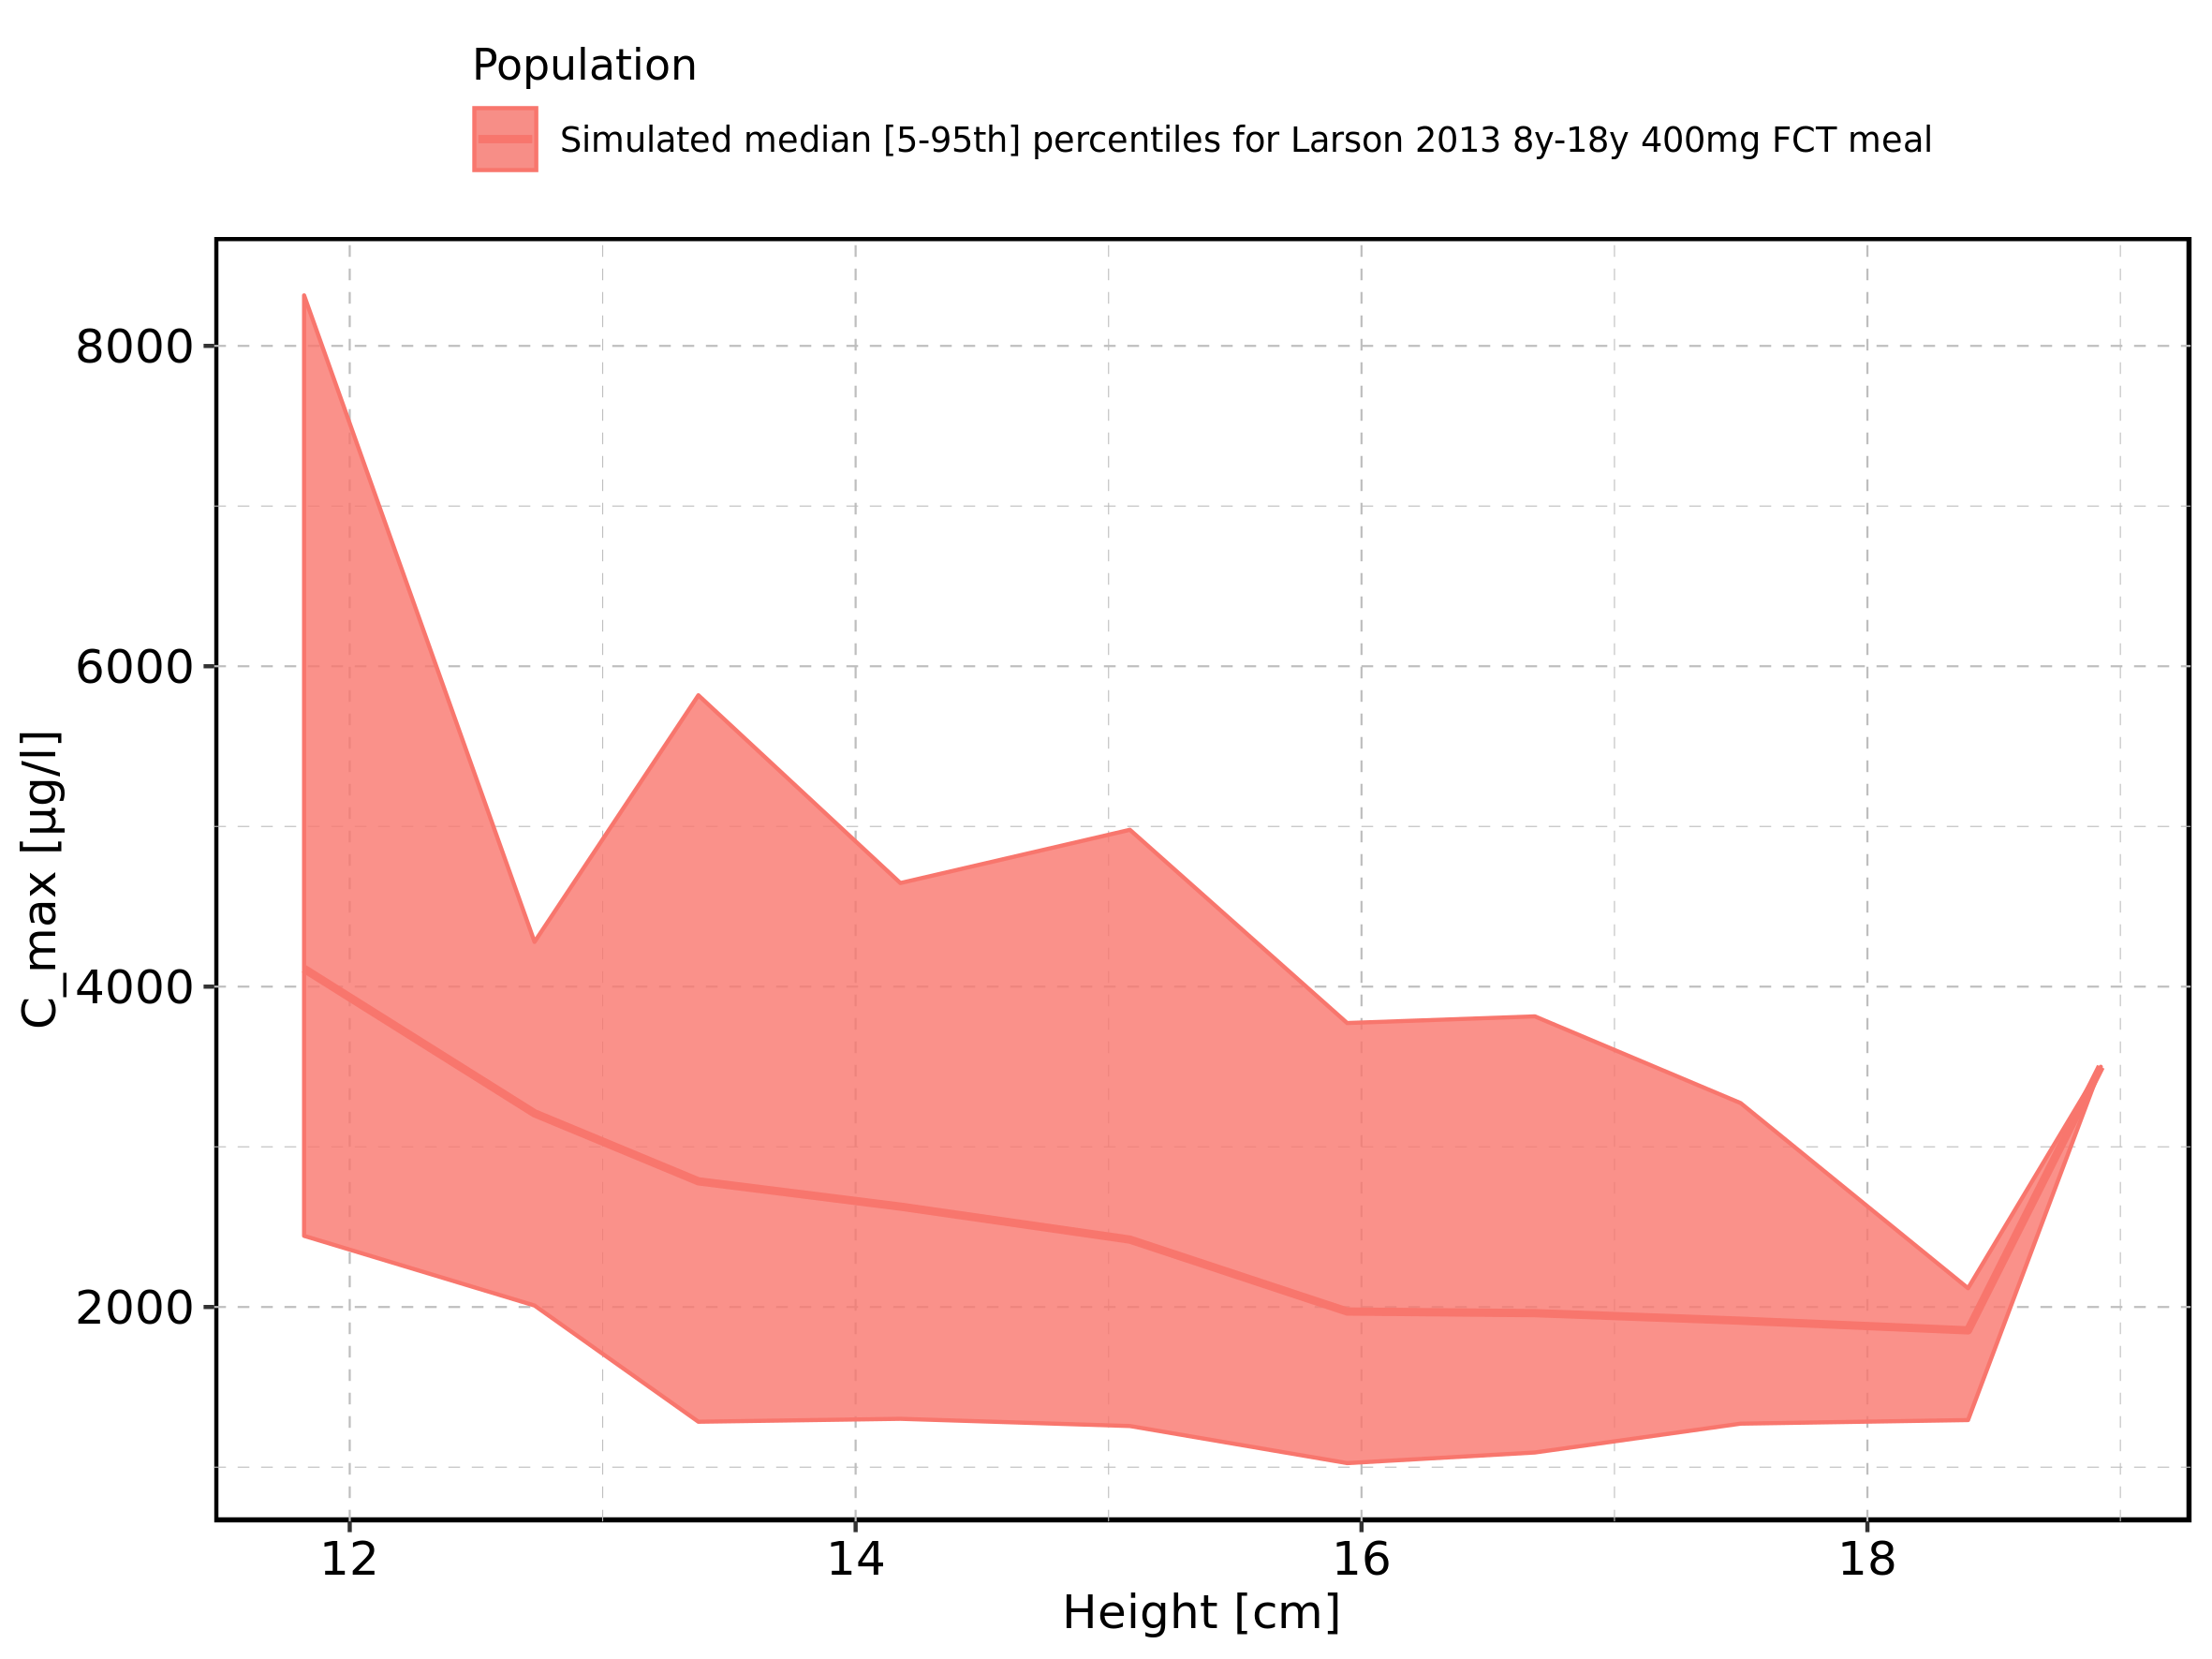 Population
Simulated median [5-95th] percentiles for Larson 2013 8y-18y 400mg FCT meal
C_max [µg/l]
8000
6000
4000
2000
12
14
16
18
Height [cm]